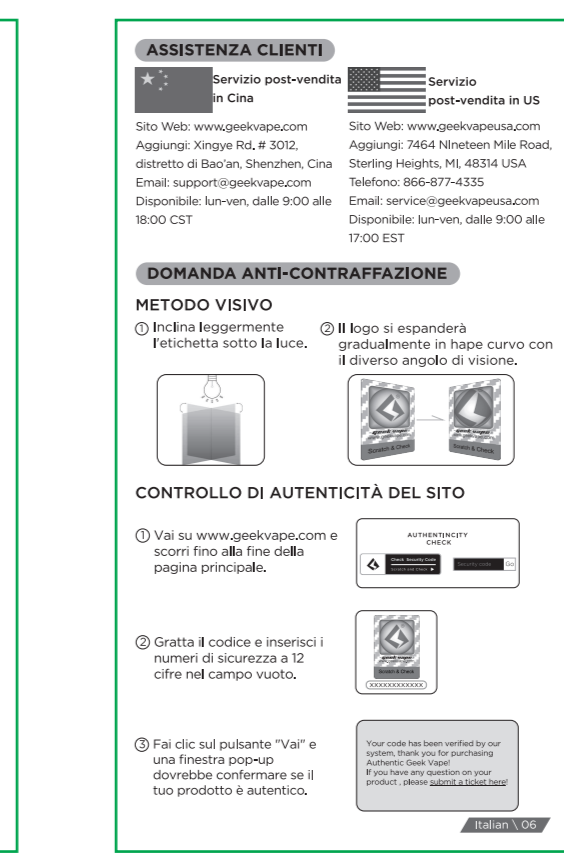 ASSISTENZA CLIENTI
Servizio post-vendita
in Cina
Sito Web: www.geekvape.com
Aggiungi: Xingye Rd. # 3012,
distretto di Bao'an, Shenzhen, Cina
Email: support@geekvape.com
Disponibile: lun-ven, dalle 9:00 alle
18:00 CST
Servizio
post-vendita in US
Sito Web: www.geekvapeusa.com
Aggiungi: 7464 NIneteen Mile Road,
Sterling Heights, MI, 48314 USA
Telefono: 866-877-4335
Email: service@geekvapeusa.com
Disponibile: lun-ven, dalle 9:00 alle
17:00 EST
DOMANDA ANTI-CONTRAFFAZIONE
METODO VISIVO
① Inclina leggermente
l'etichetta sotto la luce.
② Il logo si espanderà
gradualmente in hape curvo con
il diverso angolo di visione.
Scratch & Check
Scratch & Check
CONTROLLO DI AUTENTICITÀ DEL SITO
① Vai su www.geekvape.com e
scorri fino alla fine della
pagina principale.
AUTHENTINCITY
CHECK
Check Security Code
Scratch and Check
Security code
Go
② Gratta il codice e inserisci i
numeri di sicurezza a 12
cifre nel campo vuoto.
Scratch & Check
XXXXXXXXXXXX
③ Fai clic sul pulsante "Vai" e
una finestra pop-up
dovrebbe confermare se il
tuo prodotto è autentico.
Your code has been verified by our
system, thank you for purchasing
Authentic Geek Vape!
If you have any question on your
product , please submit a ticket here!
Italian \ 06